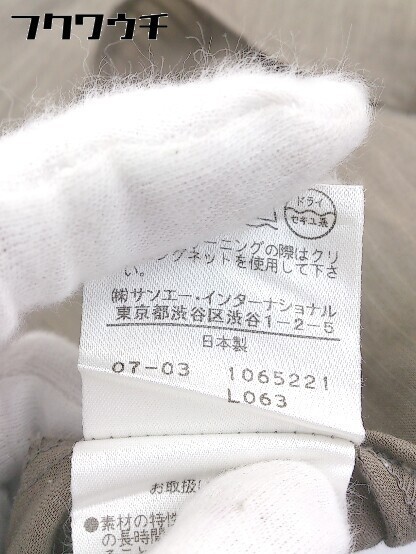 フクワウチ
ドライ
セキユ系
ーニングの際はクリ
グネットを使用して下さ
い。
㈱サンエー・インターナショナル
東京都渋谷区渋谷1-2-5
日本製
07-03 1065221
L063
お取扱い
●素材の特性
の長時間